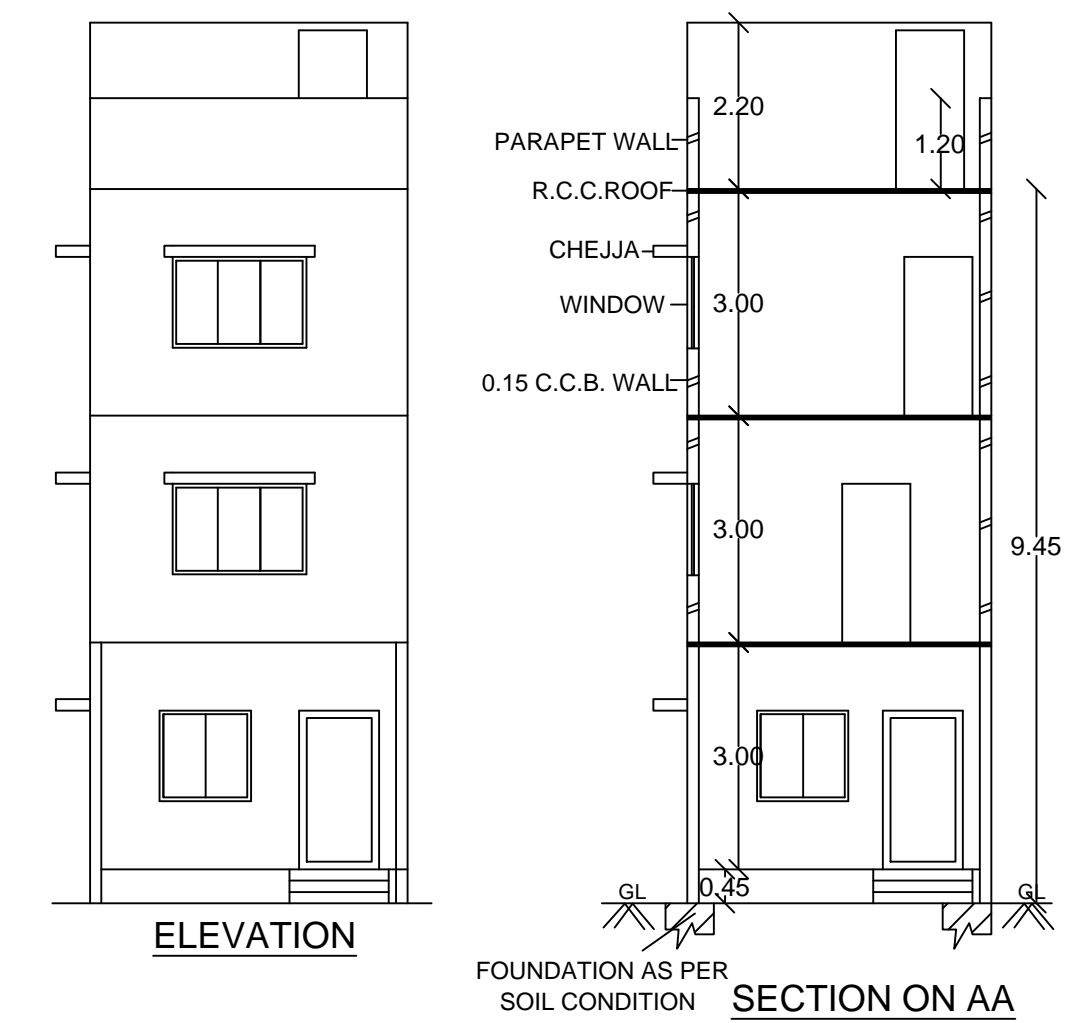 2.20
1.20
PARAPET WALL
R.C.C.ROOF
CHEJJA
WINDOW
3.00
0.15 C.C.B. WALL
3.00
9.45
3.00
GL
0.45
GL
ELEVATION
FOUNDATION AS PER
SOIL CONDITION
SECTION ON AA